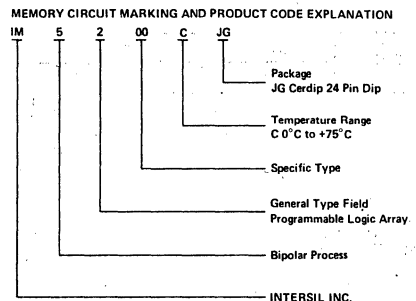 MEMORY CIRCUIT MARKING AND PRODUCT CODE EXPLANATION
IM 5 2 00 C JG
Package
JG Cerdip 24 Pin Dip
Temperature Range
C 0°C to +75°C
Specific Type
General Type Field
Programmable Logic Array
Bipolar Process
INTERSIL INC.